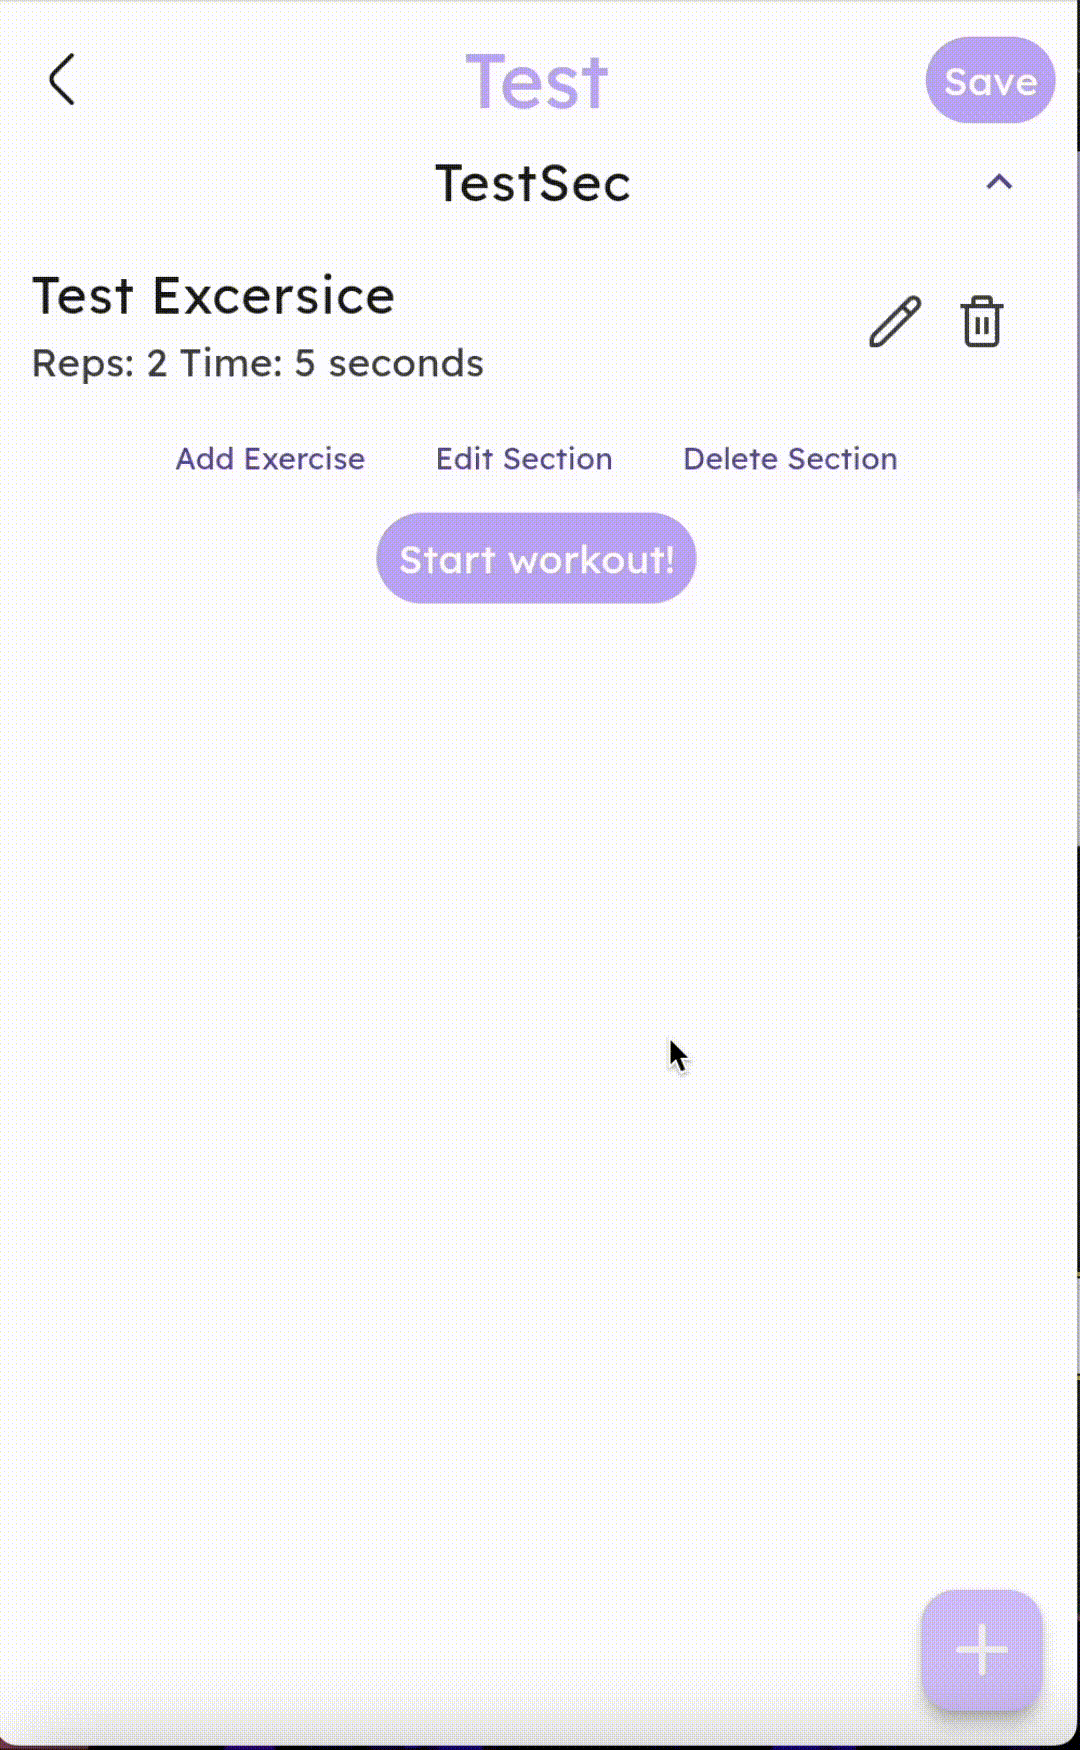 Test
Save
TestSec
Test Excersice
Reps: 2 Time: 5 seconds
Add Exercise Edit Section Delete Section
Start workout!